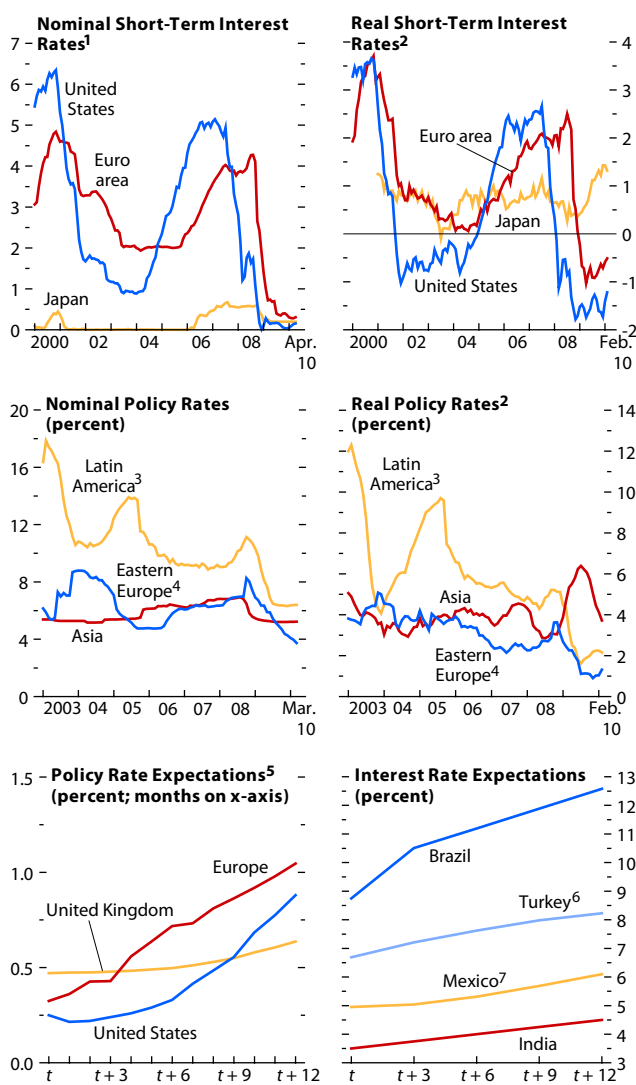 Nominal Short-Term Interest
Rates1
7
6
5
4
3
2
1
0
United
States
Euro
area
Japan
2000 02 04 06 08 Apr.
10
Real Short-Term Interest
Rates2
4
3
2
1
0
-1
-2
Euro area
Japan
United States
2000 02 04 06 08 Feb.
10
Nominal Policy Rates
(percent)
20
16
12
8
4
0
Latin
America3
Eastern
Europe4
Asia
2003 04 05 06 07 08 Mar.
10
Real Policy Rates2
(percent)
14
12
10
8
6
4
2
0
Latin
America3
Asia
Eastern
Europe4
2003 04 05 06 07 08 Feb.
10
Policy Rate Expectations5
(percent; months on x-axis)
1.5
1.0
0.5
0.0
Europe
United Kingdom
United States
t t + 3 t + 6 t + 9 t + 12
Interest Rate Expectations
(percent)
13
12
11
10
9
8
7
6
5
4
3
Brazil
Turkey6
Mexico7
India
t t + 3 t + 6 t + 9 t + 12